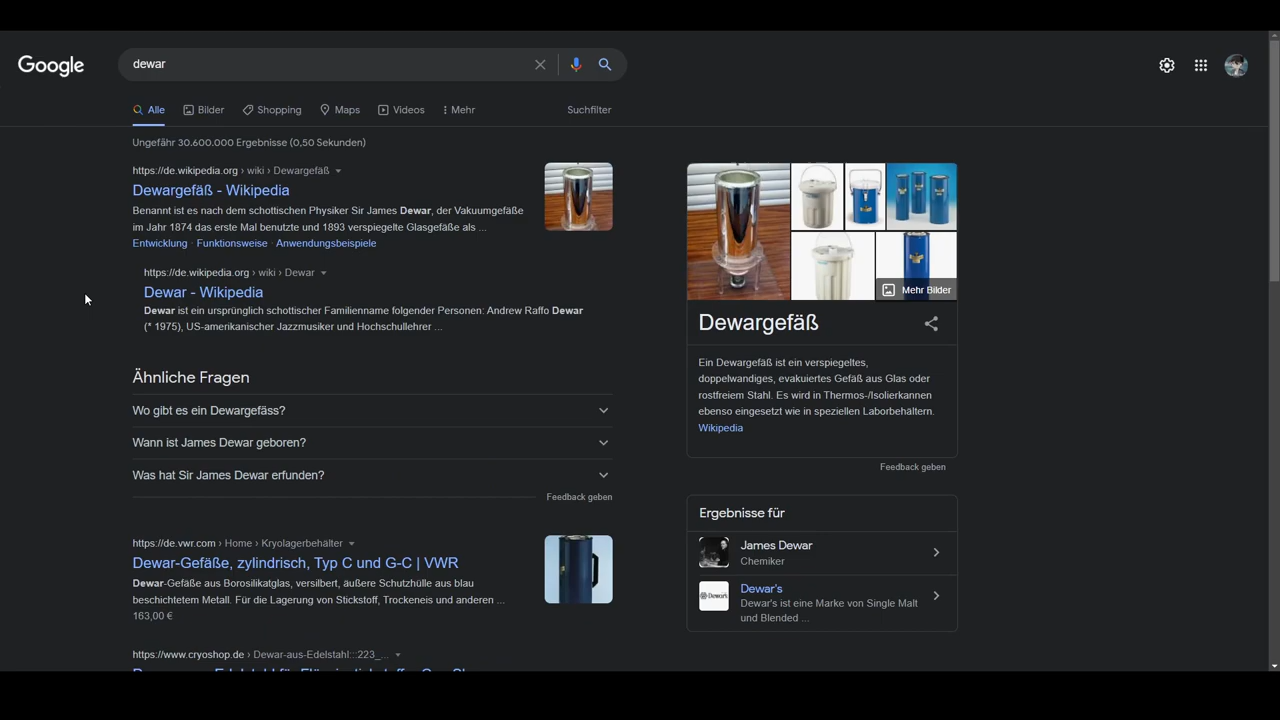 Google
dewar
Alle
Bilder
Shopping
Maps
Videos
Mehr
Suchfilter
Ungefähr 30.600.000 Ergebnisse (0,50 Sekunden)
https://de.wikipedia.org › wiki › Dewargefäß
Dewargefäß - Wikipedia
Benannt ist es nach dem schottischen Physiker Sir James Dewar, der Vakuumgefäße
im Jahr 1874 das erste Mal benutzte und 1893 verspiegelte Glasgefäße als ...
Entwicklung · Funktionsweise · Anwendungsbeispiele
https://de.wikipedia.org › wiki › Dewar
Dewar - Wikipedia
Dewar ist ein ursprünglich schottischer Familienname folgender Personen: Andrew Raffo Dewar
(* 1975), US-amerikanischer Jazzmusiker und Hochschullehrer ...
Ähnliche Fragen
Wo gibt es ein Dewargefäss?
Wann ist James Dewar geboren?
Was hat Sir James Dewar erfunden?
Feedback geben
https://de.vwr.com › Home › Kryolagerbehälter
Dewar-Gefäße, zylindrisch, Typ C und G-C | VWR
Dewar-Gefäße aus Borosilikatglas, versilbert, äußere Schutzhülle aus blau
beschichtetem Metall. Für die Lagerung von Stickstoff, Trockeneis und anderen ...
163,00 €
https://www.cryoshop.de › Dewar-aus-Edelstahl:::223_...
Mehr Bilder
Dewargefäß
Ein Dewargefäß ist ein verspiegeltes,
doppelwandiges, evakuiertes Gefäß aus Glas oder
rostfreiem Stahl. Es wird in Thermos-/Isolierkannen
ebenso eingesetzt wie in speziellen Laborbehältern.
Wikipedia
Feedback geben
Ergebnisse für
James Dewar
Chemiker
Dewar's
Dewar's ist eine Marke von Single Malt
und Blended ...